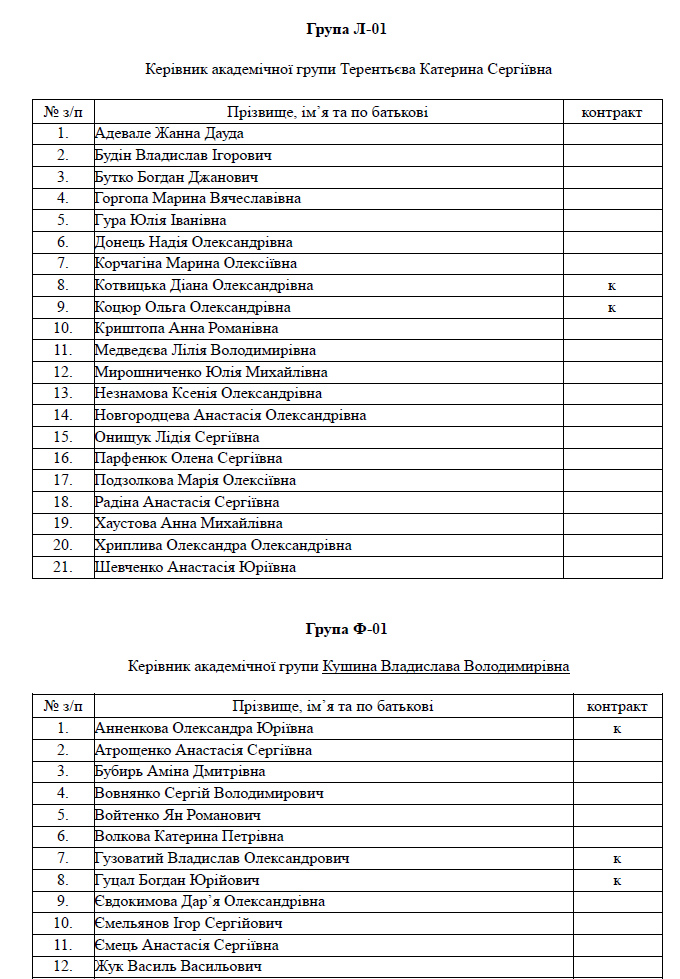 Група Л-01
Керівник академічної групи Терентьєва Катерина Сергіївна
№ з/п Прізвище, ім’я та по батькові контракт
1. Адевале Жанна Дауда
2. Будін Владислав Ігорович
3. Бутко Богдан Джанович
4. Горгопа Марина Вячеславівна
5. Гура Юлія Іванівна
6. Донець Надія Олександрівна
7. Корчагіна Марина Олексіївна
8. Котвицька Діана Олександрівна к
9. Коцюр Ольга Олександрівна к
10. Криштопа Анна Романівна
11. Медведєва Лілія Володимирівна
12. Мирошниченко Юлія Михайлівна
13. Незнамова Ксенія Олександрівна
14. Новгородцева Анастасія Олександрівна
15. Онищук Лідія Сергіївна
16. Парфенюк Олена Сергіївна
17. Подзолкова Марія Олексіївна
18. Радіна Анастасія Сергіївна
19. Хаустова Анна Михайлівна
20. Хриплива Олександра Олександрівна
21. Шевченко Анастасія Юріївна
Група Ф-01
Керівник академічної групи Кушина Владислава Володимирівна
№ з/п Прізвище, ім’я та по батькові контракт
1. Анненкова Олександра Юріївна к
2. Атрощенко Анастасія Сергіївна
3. Бубирь Аміна Дмитрівна
4. Вовнянко Сергій Володимирович
5. Войтенко Ян Романович
6. Волкова Катерина Петрівна
7. Гузоватий Владислав Олександрович к
8. Гуцал Богдан Юрійович к
9. Євдокимова Дар’я Олександрівна
10. Ємельянов Ігор Сергійович
11. Ємець Анастасія Сергіївна
12. Жук Василь Васильович